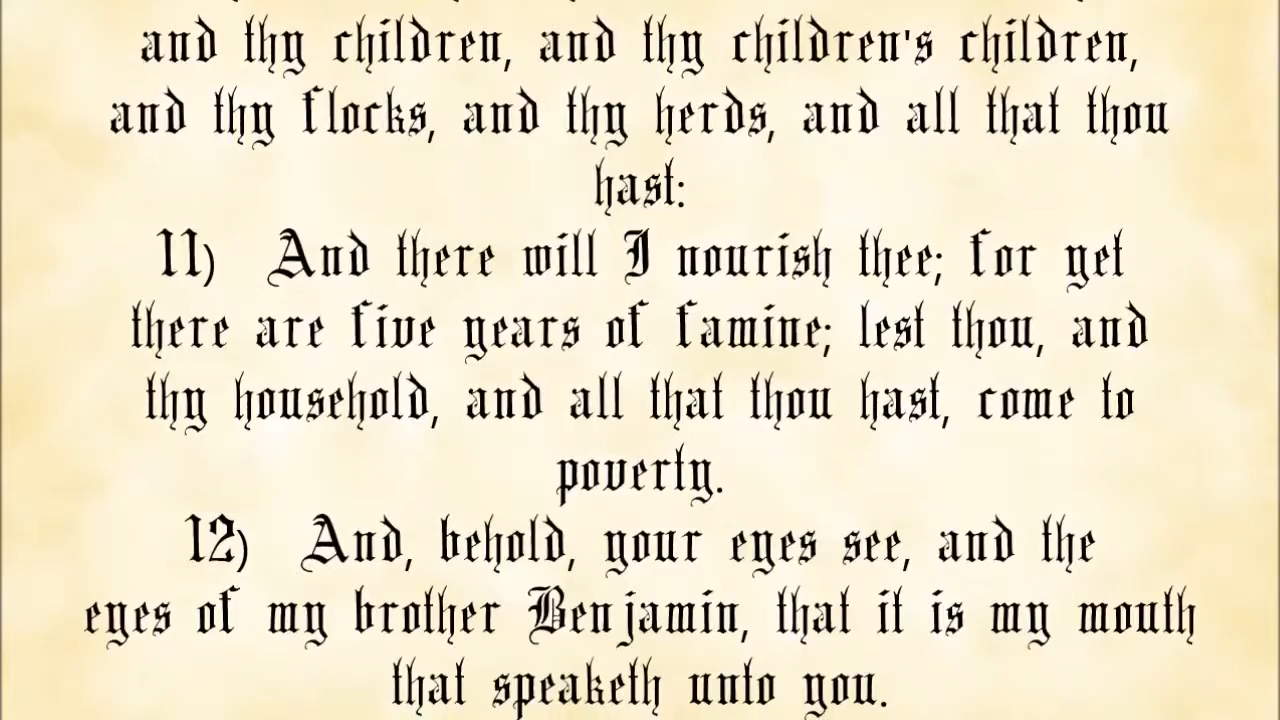 and thy children, and thy children's children,
and thy flocks, and thy herds, and all that thou
hast:
11) And there will I nourish thee; for yet
there are five years of famine; lest thou, and
thy household, and all that thou hast, come to
poverty.
12) And, behold, your eyes see, and the
eyes of my brother Benjamin, that it is my mouth
that speaketh unto you.